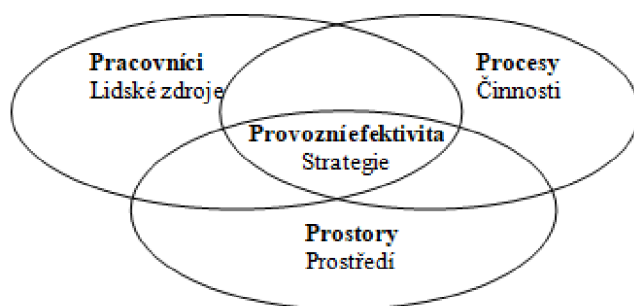 Pracovníci
Lidské zdroje
Procesy
Činnosti
Provozní efektivita
Strategie
Prostory
Prostředí